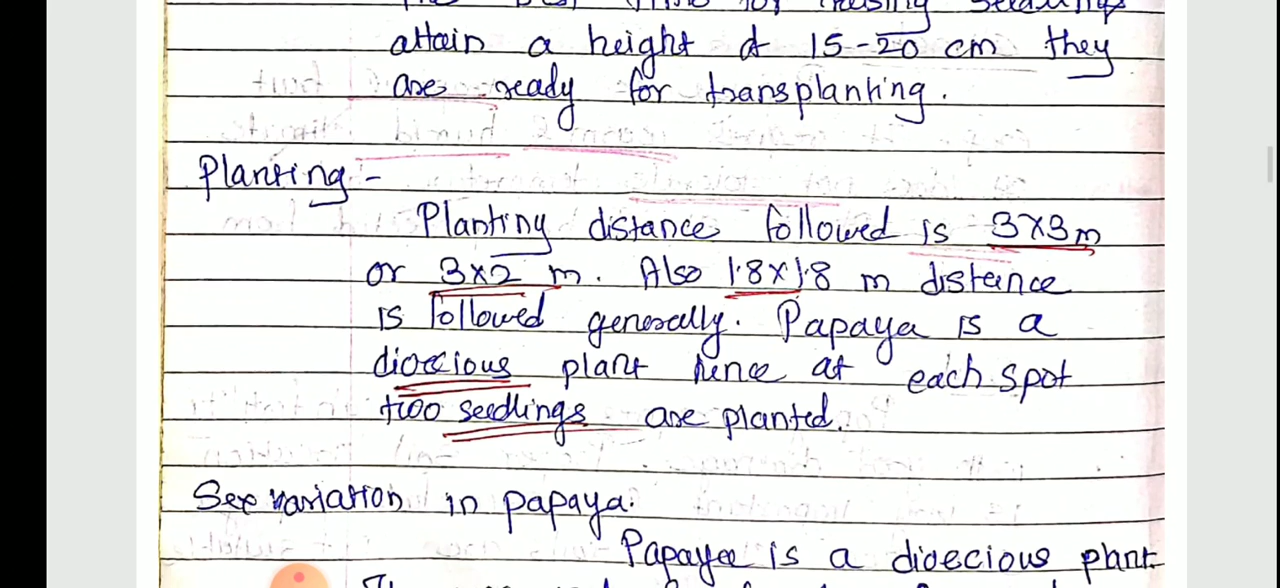 attain a height of 15-20 cm they
are ready for transplanting.
Planting:-
Planting distance followed is 3x3m
or 3x2 m. Also 1.8x1.8 m distance
is followed generally. Papaya is a
dioecious plant hence at each spot
two seedlings are planted.
Sex variation in papaya:
Papaya is a dioecious plant.